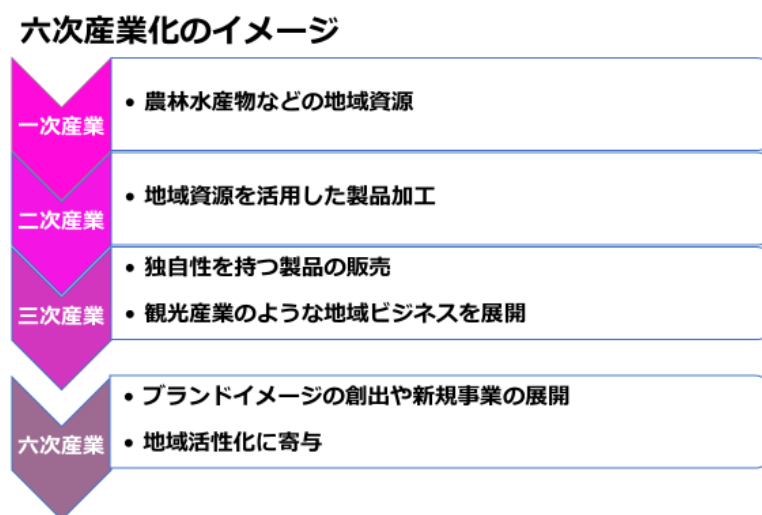 六次産業化のイメージ
一次産業
• 農林水産物などの地域資源
二次産業
• 地域資源を活用した製品加工
三次産業
• 独自性を持つ製品の販売
• 観光産業のような地域ビジネスを展開
六次産業
• ブランドイメージの創出や新規事業の展開
• 地域活性化に寄与